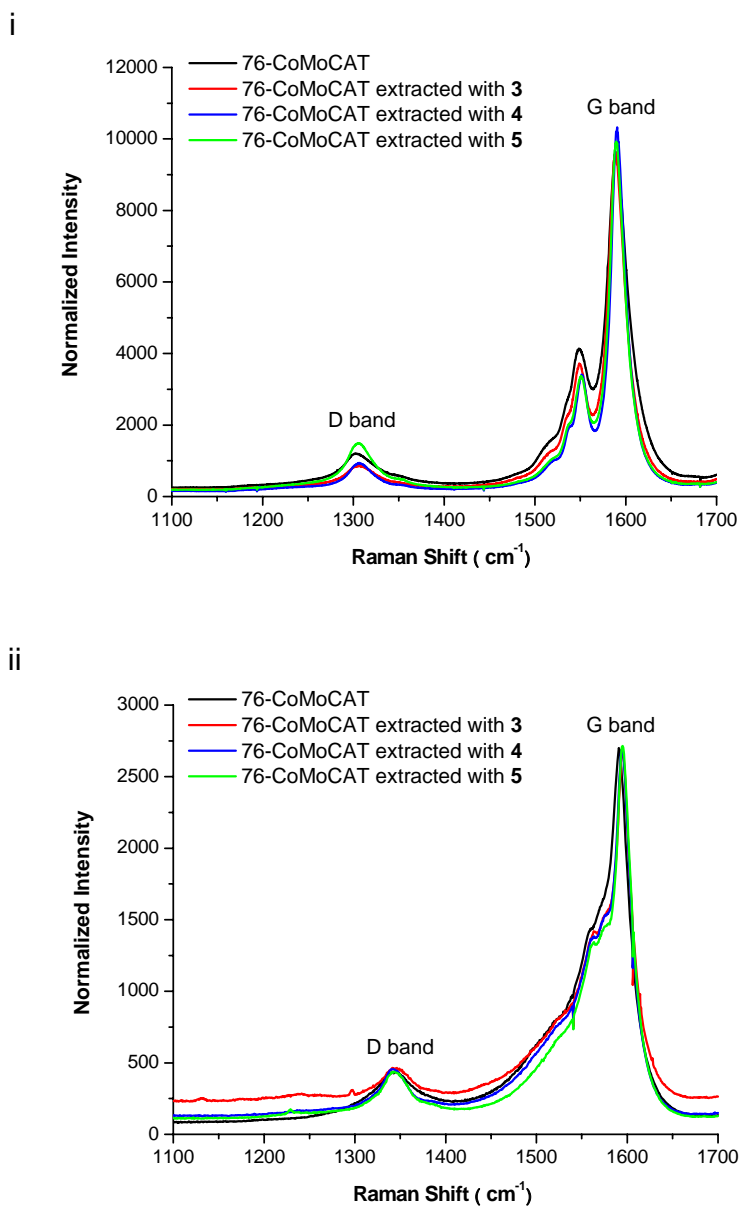 i
76-CoMoCAT
76-CoMoCAT extracted with 3
76-CoMoCAT extracted with 4
76-CoMoCAT extracted with 5
G band
D band
12000
10000
8000
6000
4000
2000
0
Normalized Intensity
1100 1200 1300 1400 1500 1600 1700
Raman Shift ( cm-1)
ii
76-CoMoCAT
76-CoMoCAT extracted with 3
76-CoMoCAT extracted with 4
76-CoMoCAT extracted with 5
G band
D band
3000
2500
2000
1500
1000
500
0
Normalized Intensity
1100 1200 1300 1400 1500 1600 1700
Raman Shift ( cm-1)